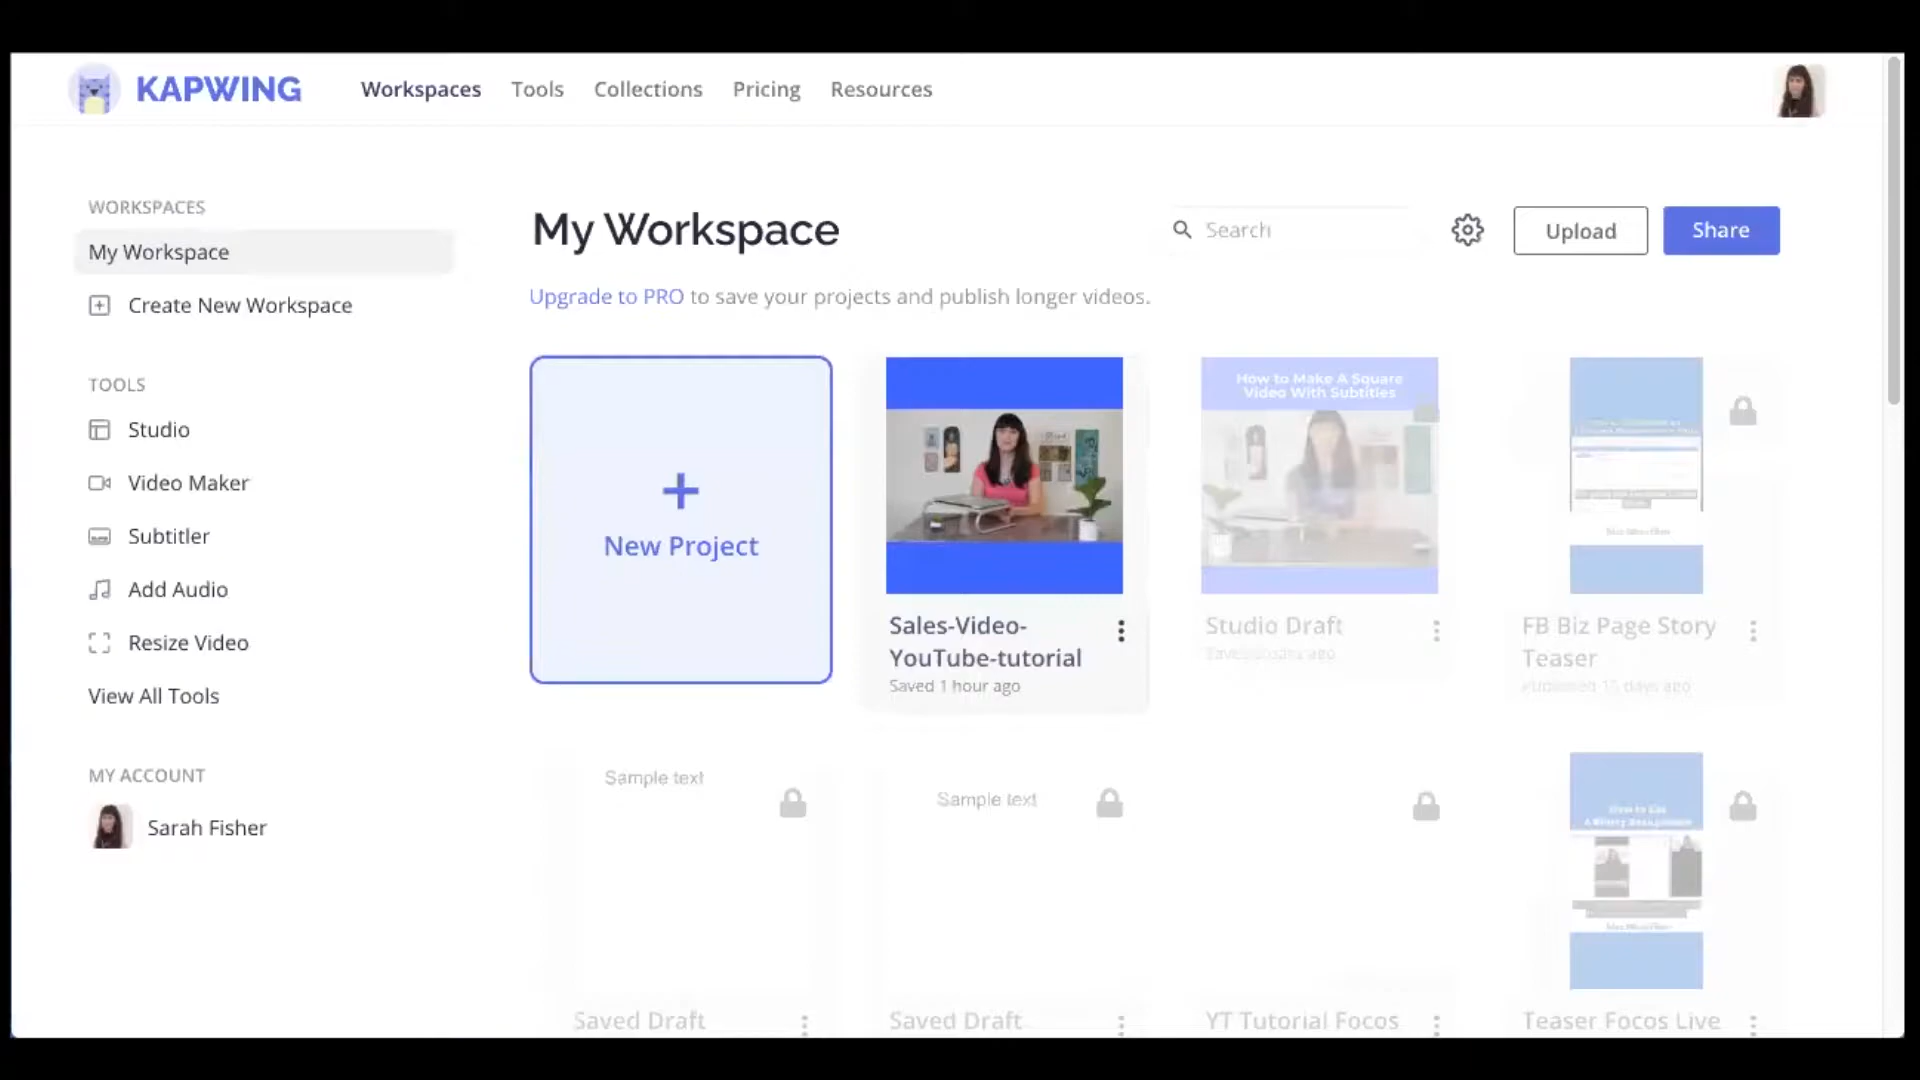 KAPWING
Workspaces
Tools
Collections
Pricing
Resources
WORKSPACES
My Workspace
Create New Workspace
TOOLS
Studio
Video Maker
Subtitler
Add Audio
Resize Video
View All Tools
MY ACCOUNT
Sarah Fisher
My Workspace
Search
Upload
Share
Upgrade to PRO to save your projects and publish longer videos.
New Project
Sales-Video-
YouTube-tutorial
Saved 1 hour ago
How to Make A Square
Video With Subtitles
Studio Draft
FB Biz Page Story
Teaser
Published 15 days ago
Sample text
Saved Draft
Sample text
Saved Draft
YT Tutorial Focos
Teaser Focos Live